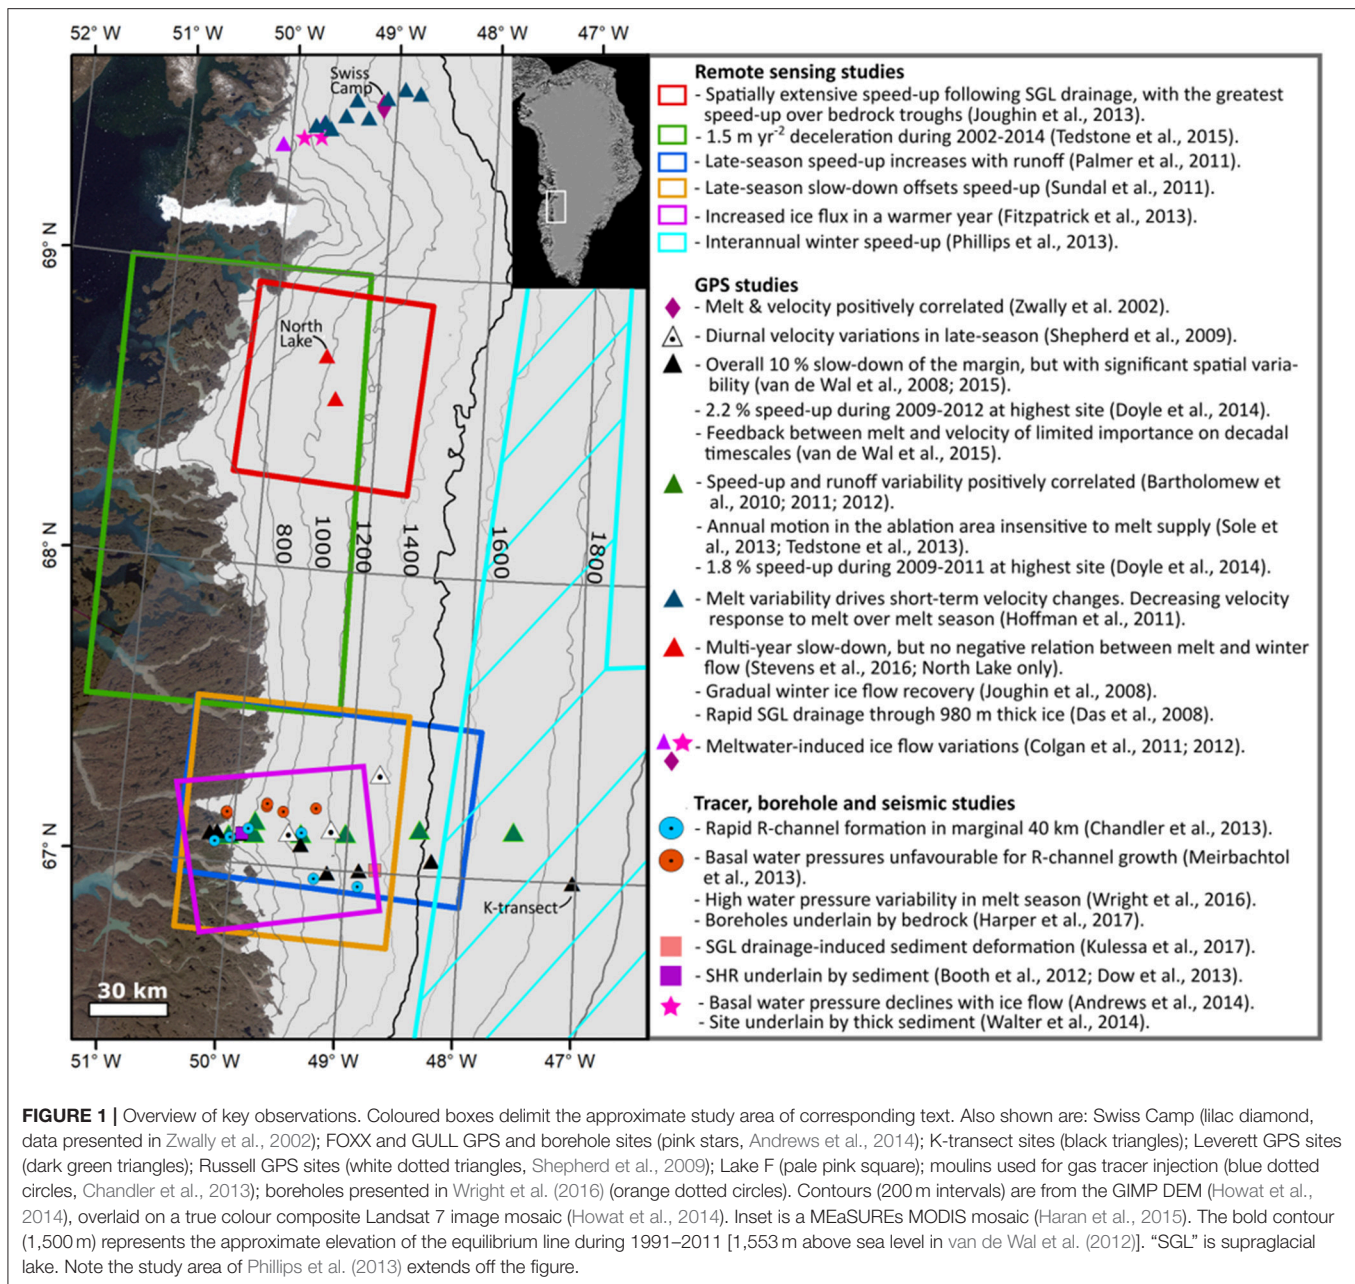 52° W 51° W 50° W 49° W 48° W 47° W
Swiss
Camp
69° N
North
Lake
68° N
800 1000 1200 1400 1600 1800
67° N
K-transect
30 km
51° W 50° W 49° W 48° W 47° W
Remote sensing studies
- Spatially extensive speed-up following SGL drainage, with the greatest
speed-up over bedrock troughs (Joughin et al., 2013).
- 1.5 m yr-2 deceleration during 2002-2014 (Tedstone et al., 2015).
- Late-season speed-up increases with runoff (Palmer et al., 2011).
- Late-season slow-down offsets speed-up (Sundal et al., 2011).
- Increased ice flux in a warmer year (Fitzpatrick et al., 2013).
- Interannual winter speed-up (Phillips et al., 2013).
GPS studies
- Melt & velocity positively correlated (Zwally et al. 2002).
- Diurnal velocity variations in late-season (Shepherd et al., 2009).
- Overall 10 % slow-down of the margin, but with significant spatial varia-
bility (van de Wal et al., 2008; 2015).
- 2.2 % speed-up during 2009-2012 at highest site (Doyle et al., 2014).
- Feedback between melt and velocity of limited importance on decadal
timescales (van de Wal et al., 2015).
- Speed-up and runoff variability positively correlated (Bartholomew et
al., 2010; 2011; 2012).
- Annual motion in the ablation area insensitive to melt supply (Sole et
al., 2013; Tedstone et al., 2013).
- 1.8 % speed-up during 2009-2011 at highest site (Doyle et al., 2014).
- Melt variability drives short-term velocity changes. Decreasing velocity
response to melt over melt season (Hoffman et al., 2011).
- Multi-year slow-down, but no negative relation between melt and winter
flow (Stevens et al., 2016; North Lake only).
- Gradual winter ice flow recovery (Joughin et al., 2008).
- Rapid SGL drainage through 980 m thick ice (Das et al., 2008).
- Meltwater-induced ice flow variations (Colgan et al., 2011; 2012).
Tracer, borehole and seismic studies
- Rapid R-channel formation in marginal 40 km (Chandler et al., 2013).
- Basal water pressures unfavourable for R-channel growth (Meirbachtol
et al., 2013).
- High water pressure variability in melt season (Wright et al., 2016).
- Boreholes underlain by bedrock (Harper et al., 2017).
- SGL drainage-induced sediment deformation (Kulessa et al., 2017).
- SHR underlain by sediment (Booth et al., 2012; Dow et al., 2013).
- Basal water pressure declines with ice flow (Andrews et al., 2014).
- Site underlain by thick sediment (Walter et al., 2014).
FIGURE 1 | Overview of key observations. Coloured boxes delimit the approximate study area of corresponding text. Also shown are: Swiss Camp (lilac diamond,
data presented in Zwally et al., 2002); FOXX and GULL GPS and borehole sites (pink stars, Andrews et al., 2014); K-transect sites (black triangles); Leverett GPS sites
(dark green triangles); Russell GPS sites (white dotted triangles, Shepherd et al., 2009); Lake F (pale pink square); moulins used for gas tracer injection (blue dotted
circles, Chandler et al., 2013); boreholes presented in Wright et al. (2016) (orange dotted circles). Contours (200 m intervals) are from the GIMP DEM (Howat et al.,
2014), overlaid on a true colour composite Landsat 7 image mosaic (Howat et al., 2014). Inset is a MEaSUREs MODIS mosaic (Haran et al., 2015). The bold contour
(1,500 m) represents the approximate elevation of the equilibrium line during 1991–2011 [1,553 m above sea level in van de Wal et al. (2012)]. “SGL” is supraglacial
lake. Note the study area of Phillips et al. (2013) extends off the figure.